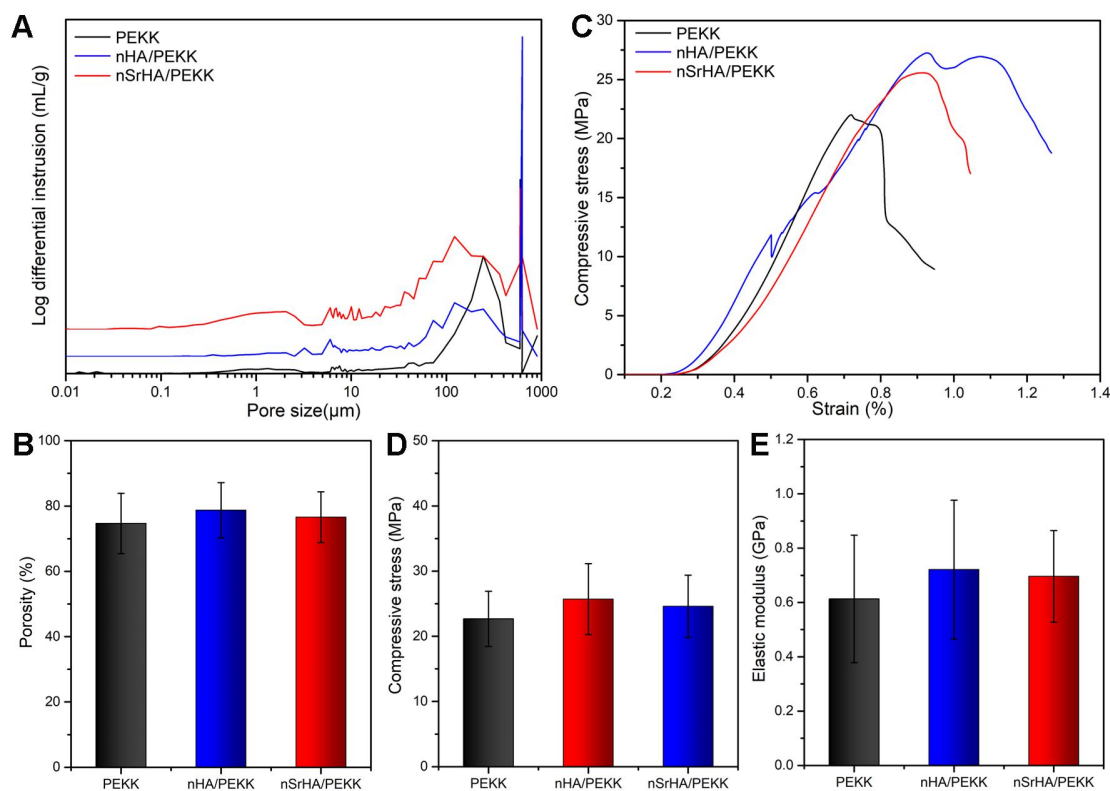 A
PEKK
nHA/PEKK
nSrHA/PEKK
Log differential instrusion (mL/g)
0.01 0.1 1 10 100 1000
Pore size(µm)
C
PEKK
nHA/PEKK
nSrHA/PEKK
Compressive stress (MPa)
30
25
20
15
10
5
0
0.2 0.4 0.6 0.8 1.0 1.2 1.4
Strain (%)
B
Porosity (%)
100
80
60
40
20
0
PEKK nHA/PEKK nSrHA/PEKK
D
Compressive stress (MPa)
50
40
30
20
10
0
PEKK nHA/PEKK nSrHA/PEKK
E
Elastic modulus (GPa)
1.2
1.0
0.8
0.6
0.4
0.2
0.0
PEKK nHA/PEKK nSrHA/PEKK